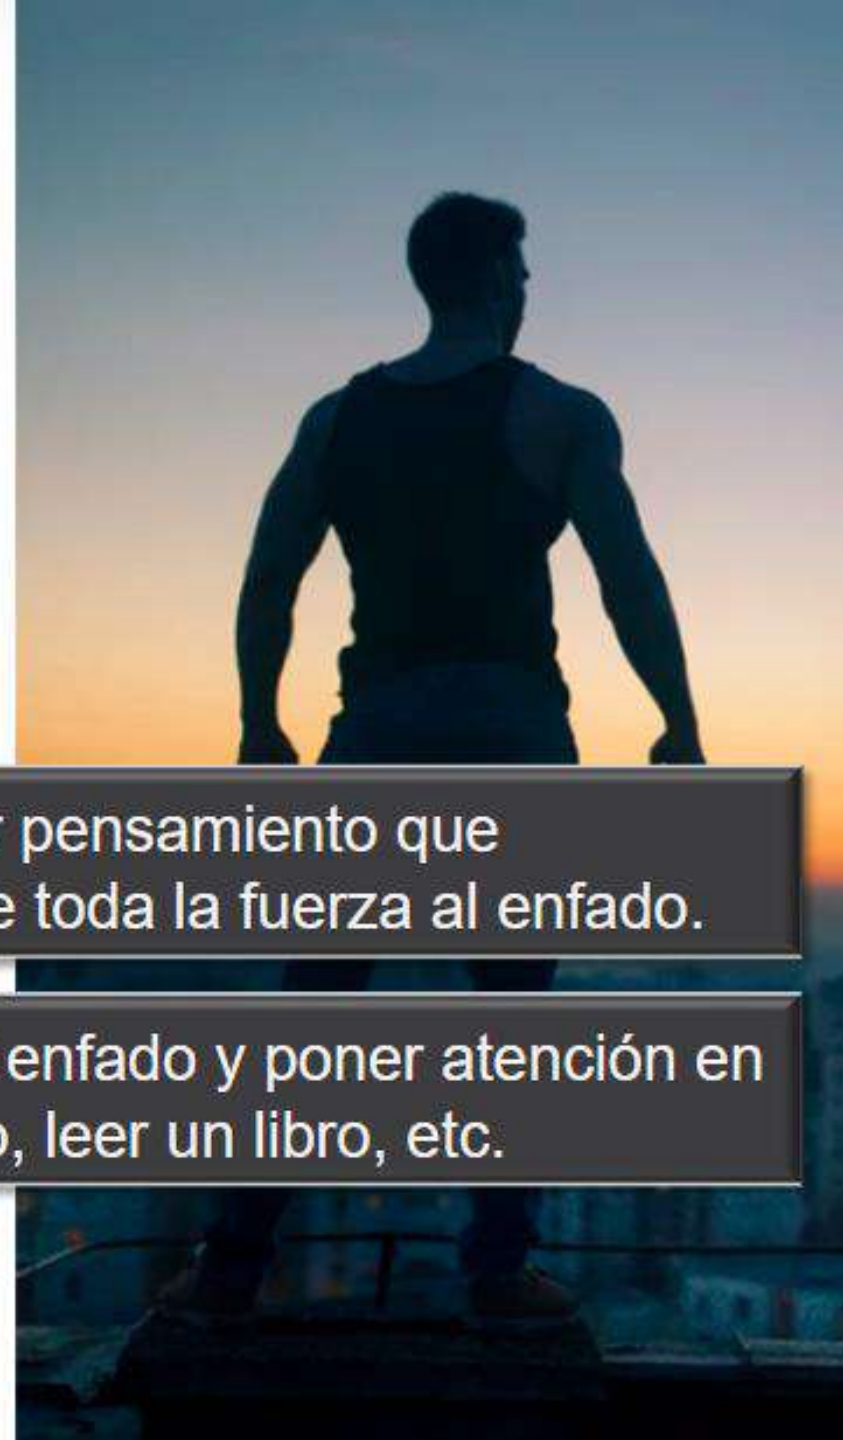 pensamiento que
toda la fuerza al enfado.
enfado y poner atención en
leer un libro, etc.